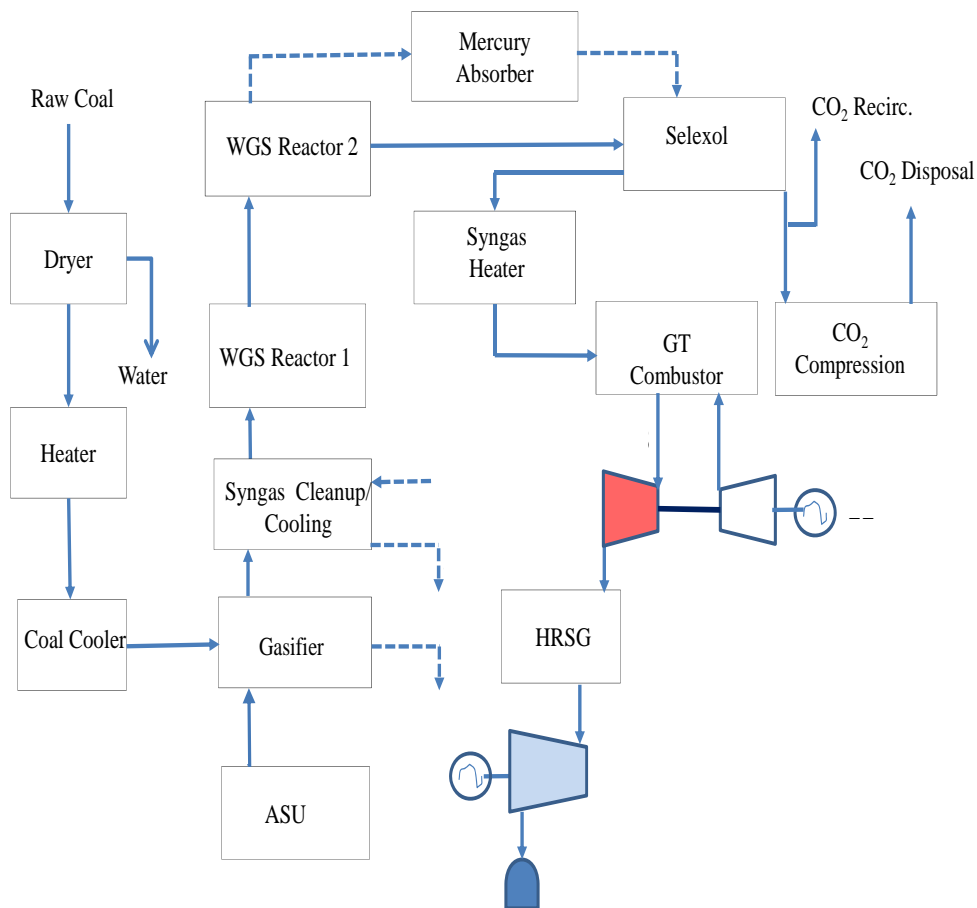 Mercury
Absorber
Raw Coal
WGS Reactor 2
Selexol
CO₂ Recirc.
CO₂ Disposal
Dryer
Syngas
Heater
Water
WGS Reactor 1
GT
Combustor
CO₂
Compression
Heater
Syngas Cleanup/
Cooling
Coal Cooler
Gasifier
HRSG
ASU